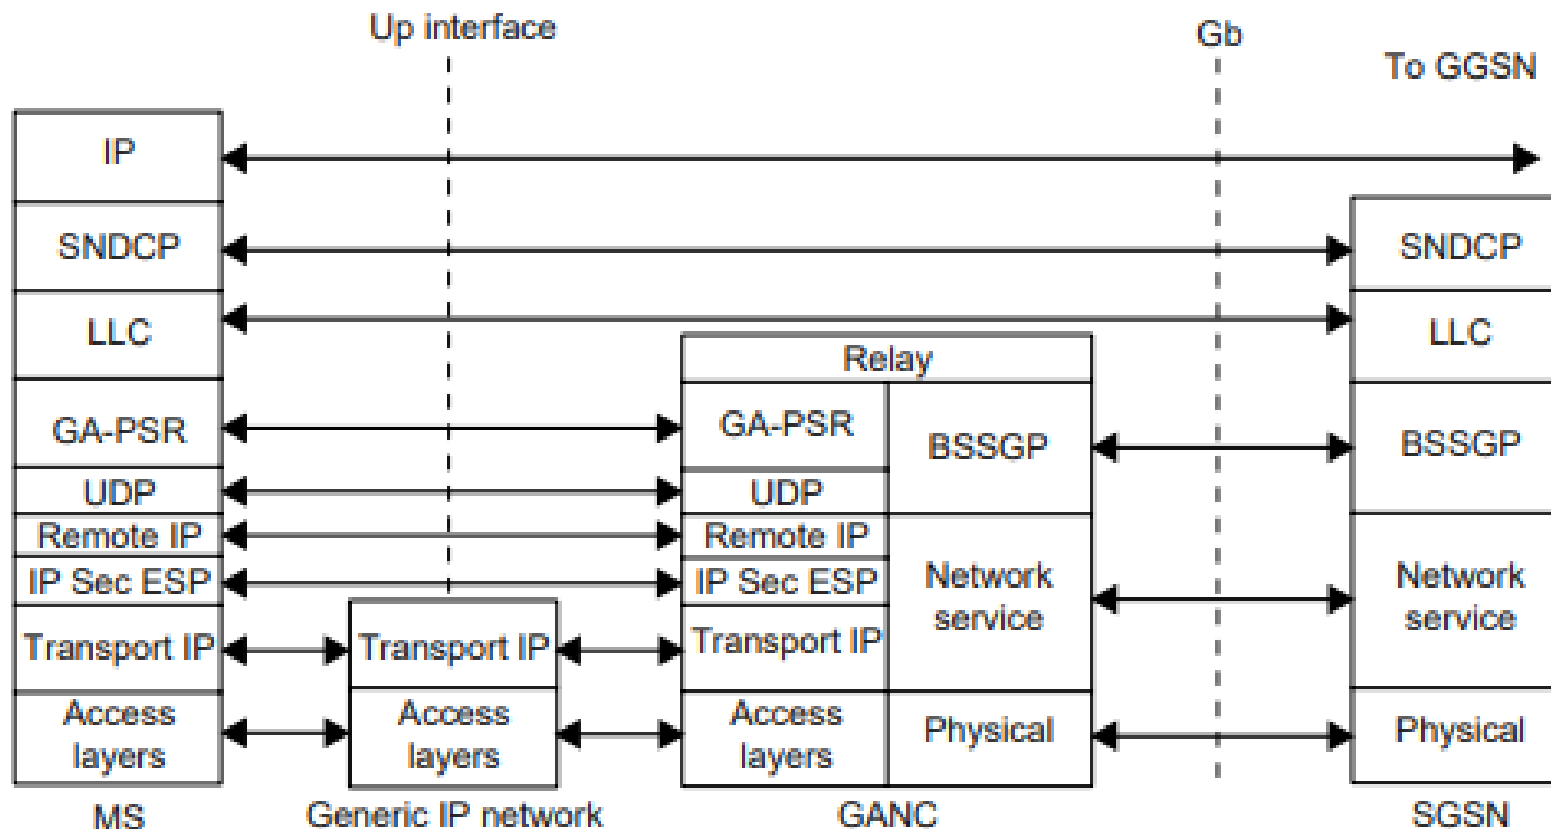 Up interface
Gb
To GGSN
IP
SNDCP
SNDCP
LLC
LLC
Relay
GA-PSR
GA-PSR
BSSGP
BSSGP
UDP
UDP
Remote IP
Remote IP
IP Sec ESP
IP Sec ESP
Network
service
Network
service
Transport IP
Transport IP
Transport IP
Access
layers
Access
layers
Access
layers
Physical
Physical
MS
Generic IP network
GANC
SGSN